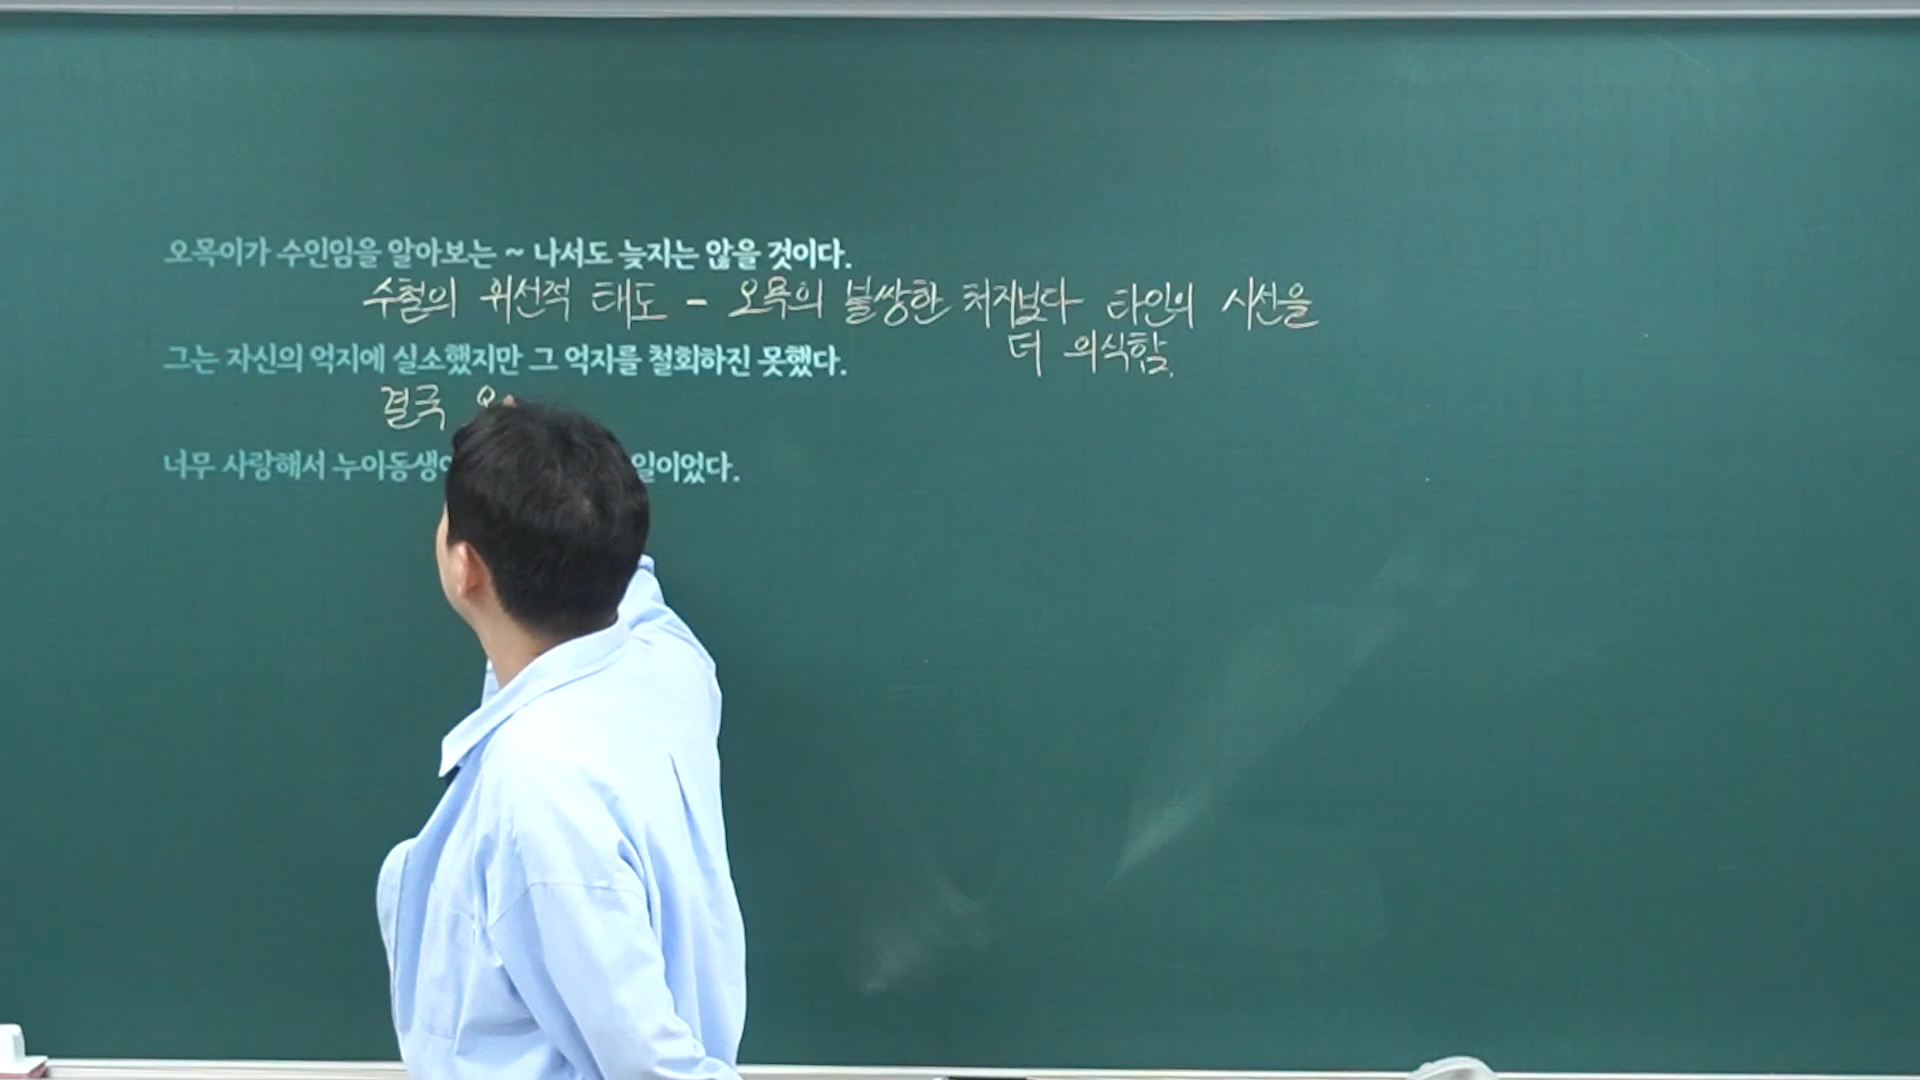 오목이가 수인임을 알아보는 ~ 나서도 늦지는 않을 것이다.
수철의 위선적 태도 - 오목의 불쌍한 처지보다 타인의 시선을
더 의식함.
그는 자신의 억지에 실소했지만 그 억지를 철회하진 못했다.
결국
너무 사랑해서 누이동생 일이었다.